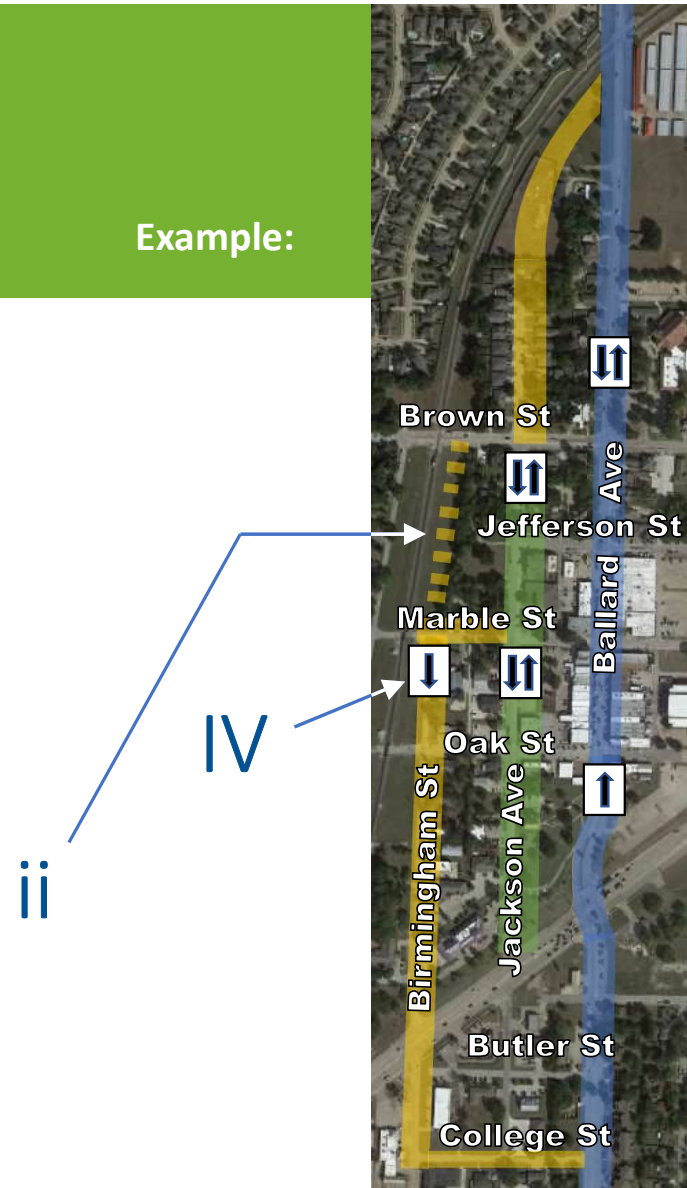 Example:
Brown St
Jefferson St
Ballard Ave
Marble St
IV
Oak St
Birmingham St
Jackson Ave
ii
Butler St
College St